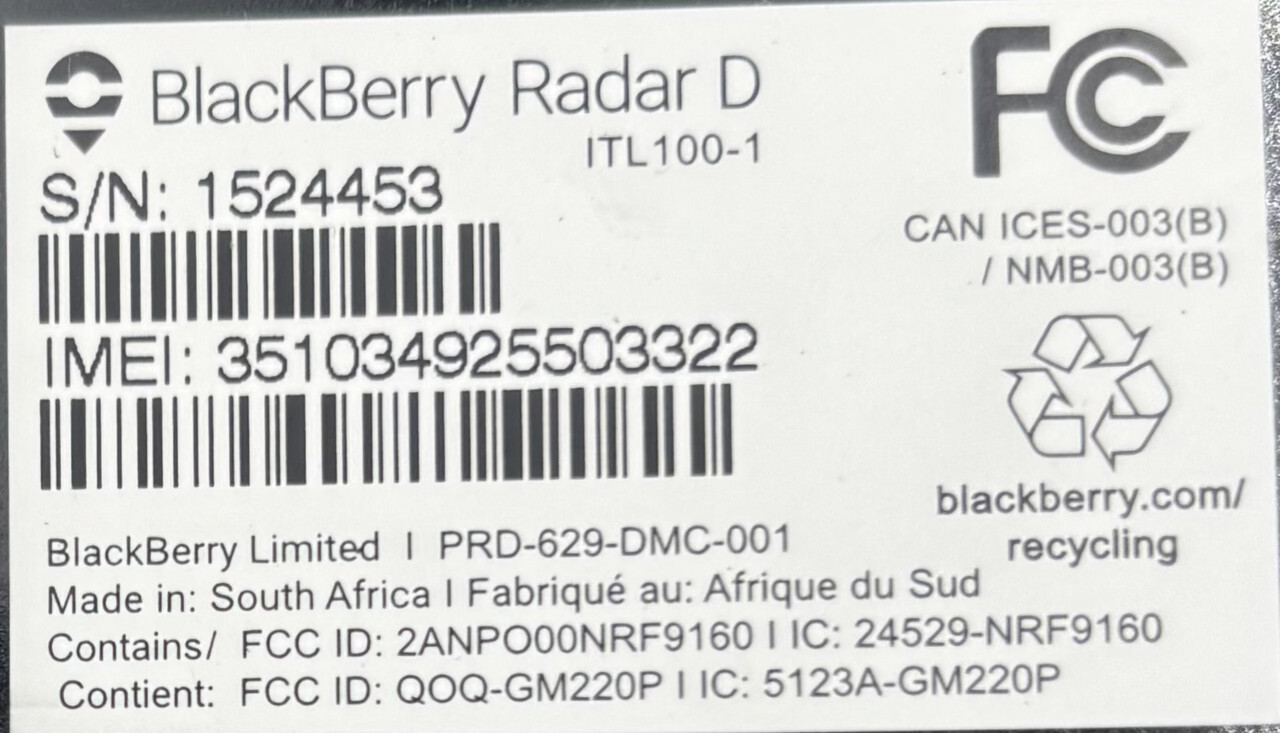 BlackBerry Radar D
ITL100-1
S/N: 1524453
IMEI: 351034925503322
FC
CAN ICES-003(B)
/ NMB-003(B)
blackberry.com/
recycling
BlackBerry Limited | PRD-629-DMC-001
Made in: South Africa | Fabriqué au: Afrique du Sud
Contains/ FCC ID: 2ANPO00NRF9160 | IC: 24529-NRF9160
Contient: FCC ID: QOQ-GM220P | IC: 5123A-GM220P